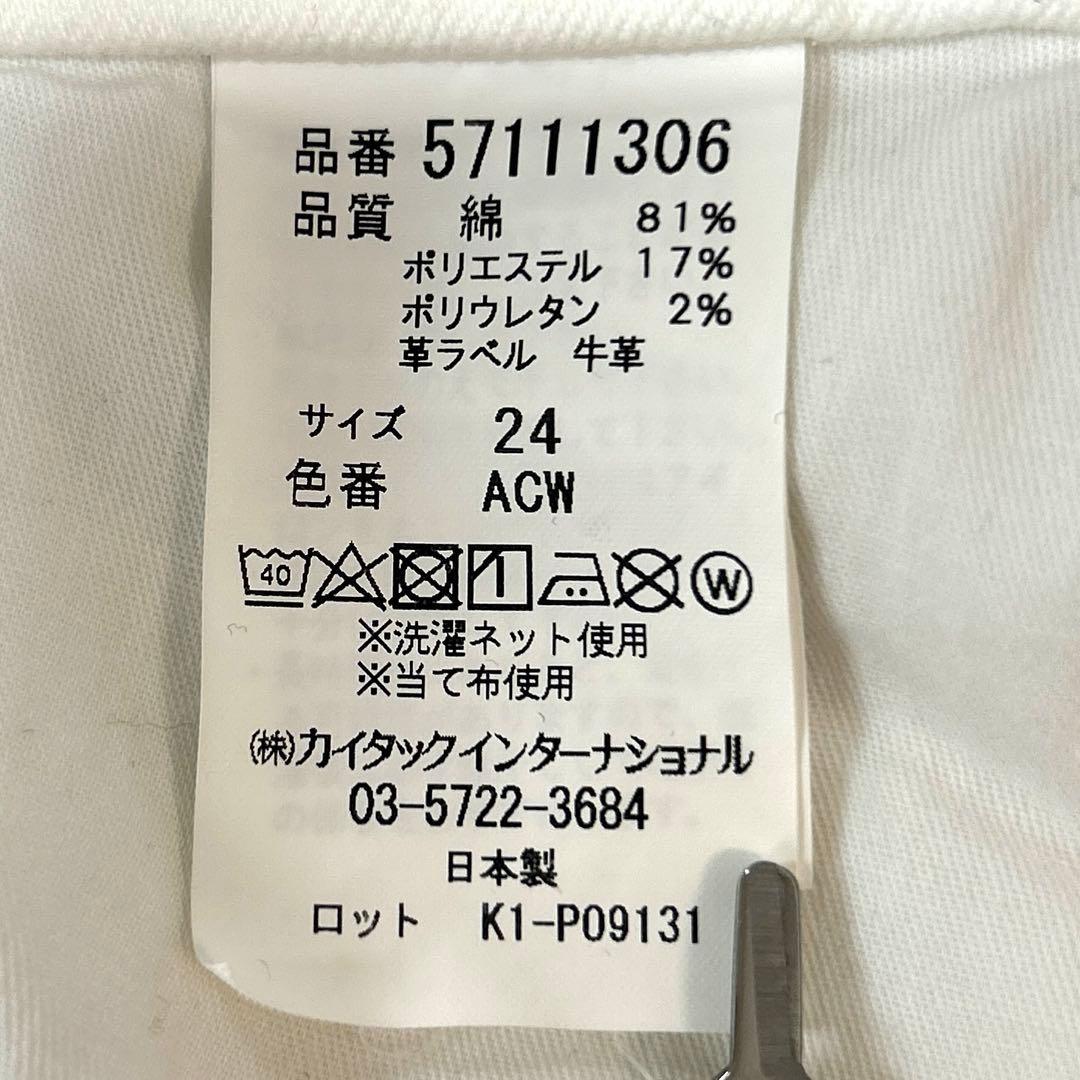 品番 57111306
品質 綿 81%
ポリエステル 17%
ポリウレタン 2%
革ラベル 牛革
サイズ 24
色番 ACW
40 W
※洗濯ネット使用
※当て布使用
(株)カイタックインターナショナル
03-5722-3684
日本製
ロット K1-P09131